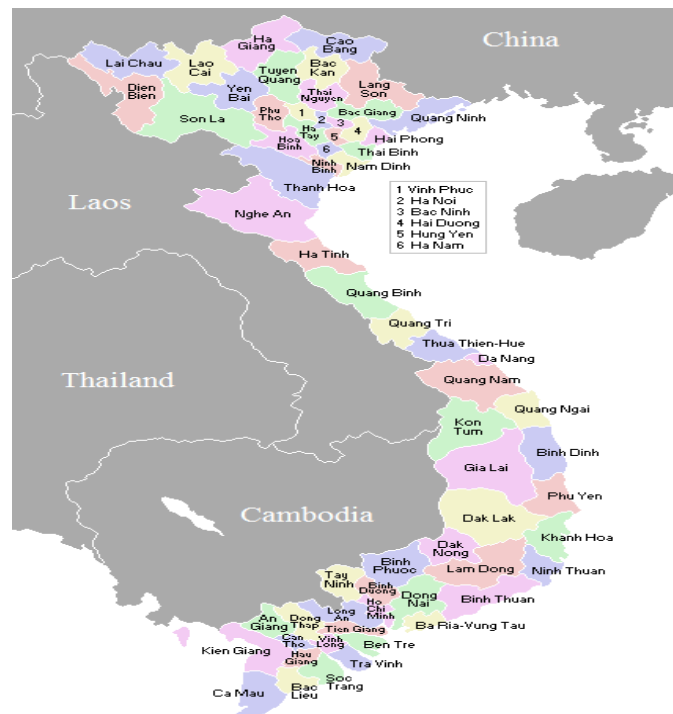 China
Ha
Giang
Cao
Bang
Lai Chau
Lao
Cai
Bac
Kan
Tuyen
Quang
Dien
Bien
Yen
Bai
Thai
Nguyen
Lang
Son
Son La
Phu
Tho
1
Bac Giang
Quang Ninh
2
3
4
5
6
Ha
Tay
Hoa
Binh
Hai Phong
Thai Binh
Ninh
Binh
Nam Dinh
Thanh Hoa
1 Vinh Phuc
2 Ha Noi
3 Bac Ninh
4 Hai Duong
5 Hung Yen
6 Ha Nam
Laos
Nghe An
Ha Tinh
Quang Binh
Quang Tri
Thua Thien-Hue
Da Nang
Thailand
Quang Nam
Quang Ngai
Kon
Tum
Binh Dinh
Gia Lai
Phu Yen
Cambodia
Dak Lak
Khanh Hoa
Dak
Nong
Binh
Phuoc
Lam Dong
Ninh Thuan
Tay
Ninh
Binh
Duong
Dong
Nai
Binh Thuan
Ho
Chi
Minh
Long
An
Ba Ria-Vung Tau
An
Giang
Dong
Thap
Tien Giang
Kien Giang
Can
Tho
Vinh
Long
Ben Tre
Hau
Giang
Tra Vinh
Soc
Trang
Bac
Lieu
Ca Mau